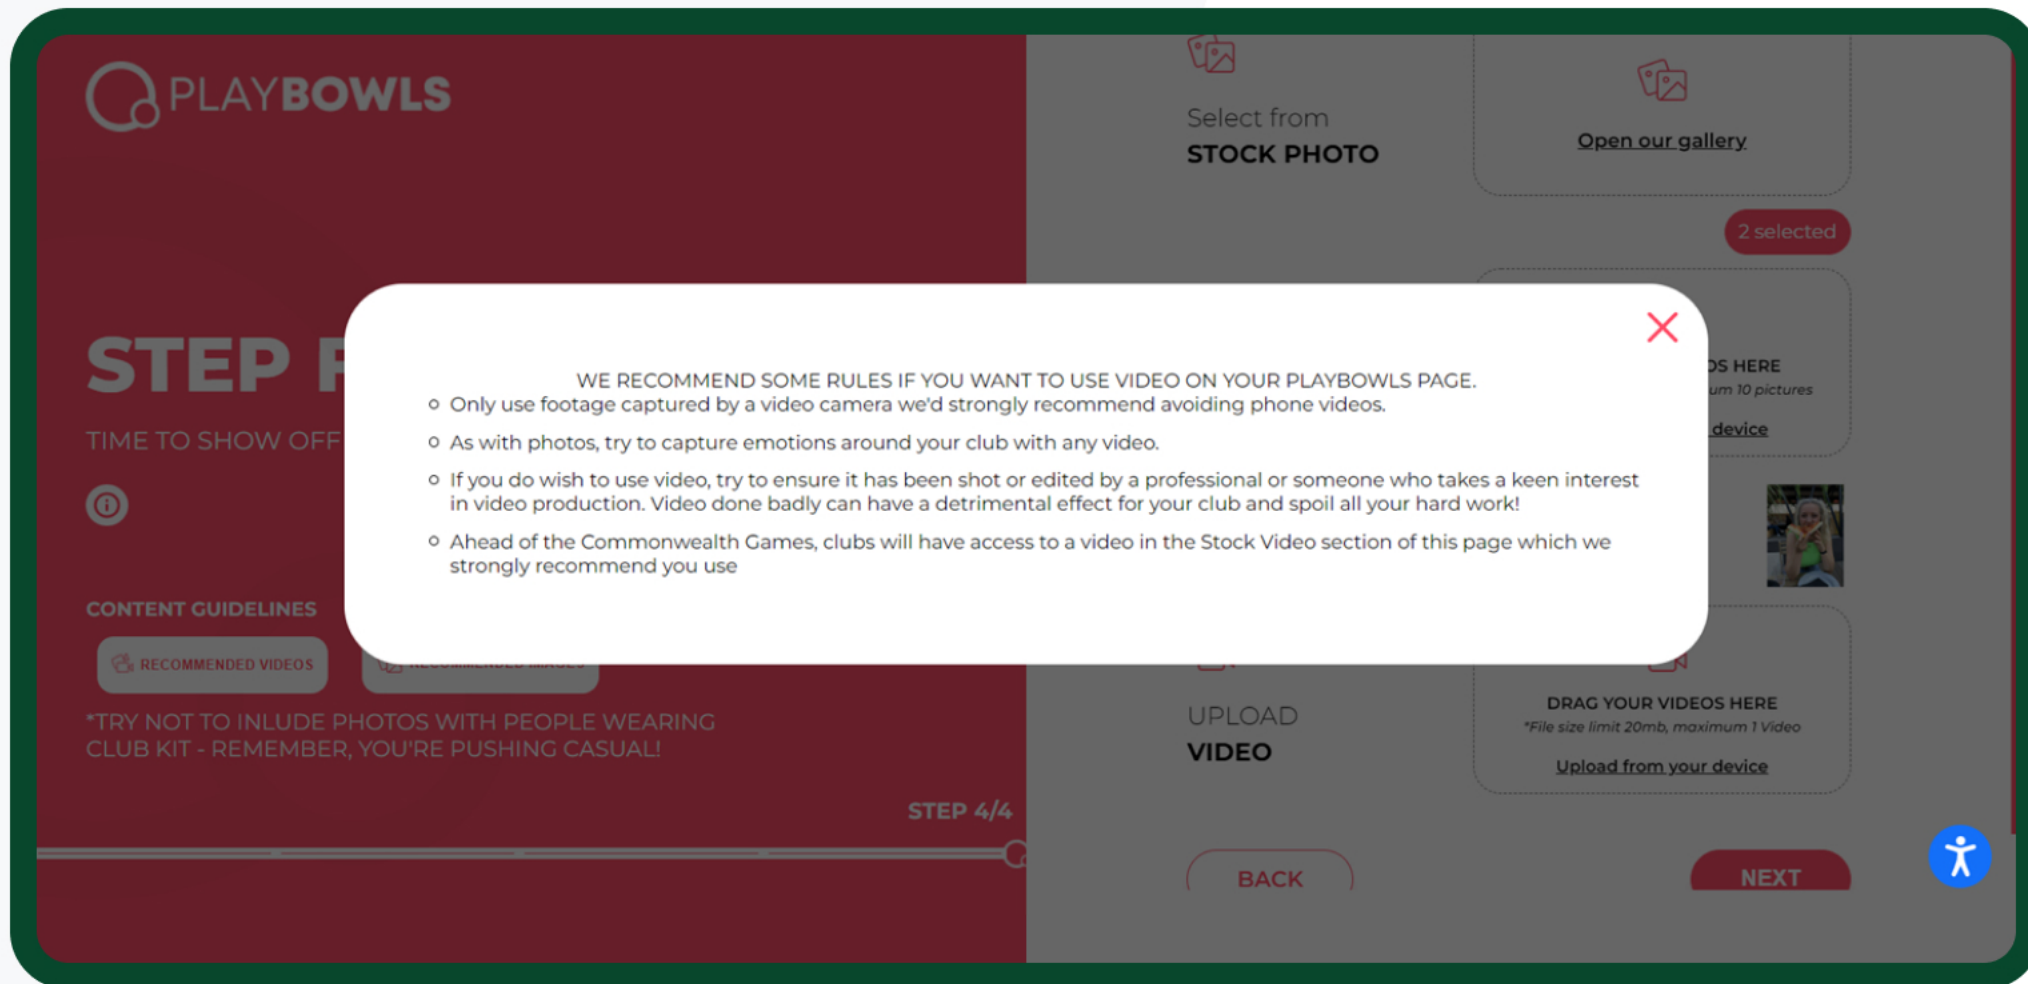 PLAYBOWLS
STEP
TIME TO SHOW OFF
CONTENT GUIDELINES
RECOMMENDED VIDEOS
RECOMMENDED IMAGES
*TRY NOT TO INLUDE PHOTOS WITH PEOPLE WEARING
CLUB KIT - REMEMBER, YOU'RE PUSHING CASUAL!
STEP 4/4
WE RECOMMEND SOME RULES IF YOU WANT TO USE VIDEO ON YOUR PLAYBOWLS PAGE.
Only use footage captured by a video camera we'd strongly recommend avoiding phone videos.
As with photos, try to capture emotions around your club with any video.
If you do wish to use video, try to ensure it has been shot or edited by a professional or someone who takes a keen interest
in video production. Video done badly can have a detrimental effect for your club and spoil all your hard work!
Ahead of the Commonwealth Games, clubs will have access to a video in the Stock Video section of this page which we
strongly recommend you use
Select from
STOCK PHOTO
Open our gallery
2 selected
HERE
10 pictures
device
UPLOAD
VIDEO
DRAG YOUR VIDEOS HERE
*File size limit 20mb, maximum 1 Video
Upload from your device
BACK
NEXT